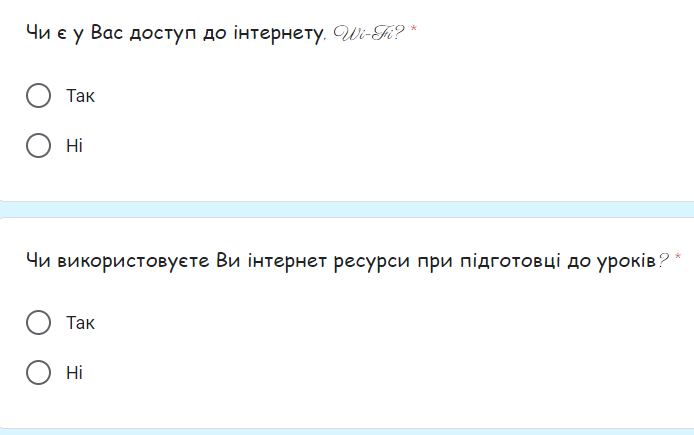 Чи є у Вас доступ до інтернету, Wi-Fi? *
Так
Ні
Чи використовуєте Ви інтернет ресурси при підготовці до уроків? *
Так
Ні